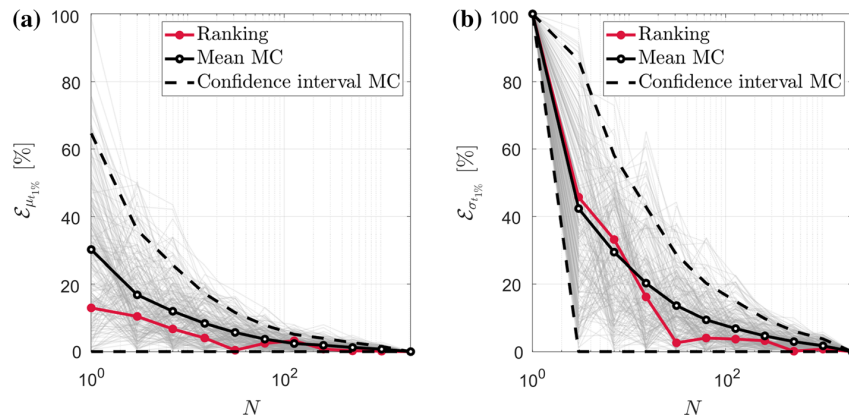 (a)
100
80
60
40
20
0
10^0
10^2
N
ℰ_{μ_{t_{1%}}} [%]
Ranking
Mean MC
Confidence interval MC
(b)
100
80
60
40
20
0
10^0
10^2
N
ℰ_{σ_{t_{1%}}} [%]
Ranking
Mean MC
Confidence interval MC